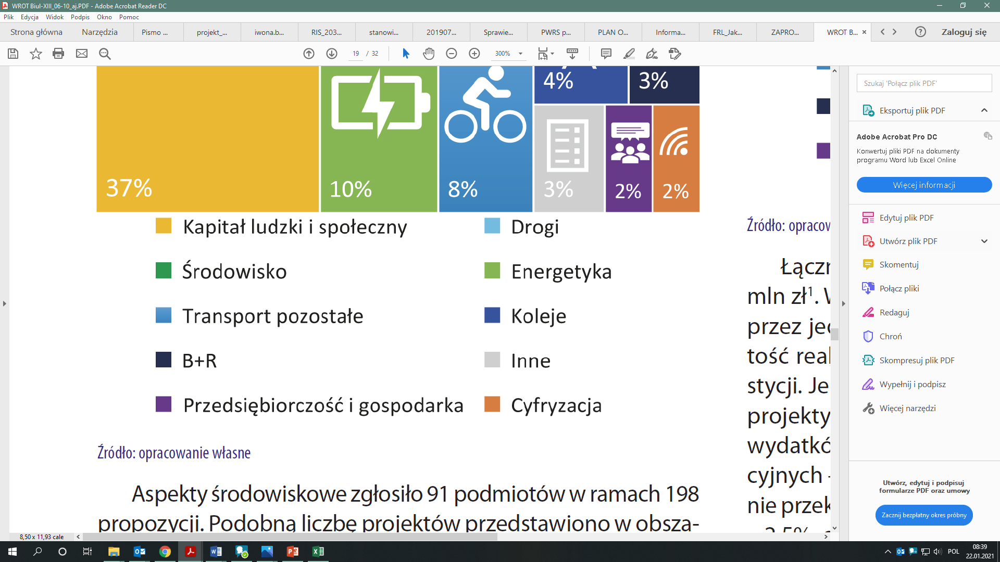 WROT Biul-XIII_06-10_aj.PDF - Adobe Acrobat Reader DC
Plik Edycja Widok Podpis Okno Pomoc
Strona główna Narzędzia Pismo ... projekt_... iwona.b... RIS_203... stanowi... 201907... Sprawie... PWRS p... PLAN O... Informa... FRL_Jak... ZAPRO... WROT B... × Zaloguj się
19 / 32 300%
4% 3%
37% 10% 8% 3% 2% 2%
Kapitał ludzki i społeczny Drogi
Środowisko Energetyka
Transport pozostałe Koleje
B+R Inne
Przedsiębiorczość i gospodarka Cyfryzacja
Źródło: opracowanie własne
Aspekty środowiskowe zgłosiło 91 podmiotów w ramach 198
propozycji. Podobną liczbę projektów przedstawiono w obsza-
Źródło: opracow
Łączn
mln zł¹. W
przez jed
tość real
stycji. Je
projekty
wydatkó
cyjnych -
nie przek
2,5%
8,50 x 11,93 cale
Szukaj 'Połącz plik PDF'
Eksportuj plik PDF
Adobe Acrobat Pro DC
Konwertuj pliki PDF na dokumenty
programu Word lub Excel Online
Więcej informacji
Edytuj plik PDF
Utwórz plik PDF
Skomentuj
Połącz pliki
Redaguj
Chroń
Skompresuj plik PDF
Wypełnij i podpisz
Więcej narzędzi
Utwórz, edytuj i podpisuj
formularze PDF oraz umowy
Zacznij bezpłatny okres próbny
POL 08:39
22.01.2021